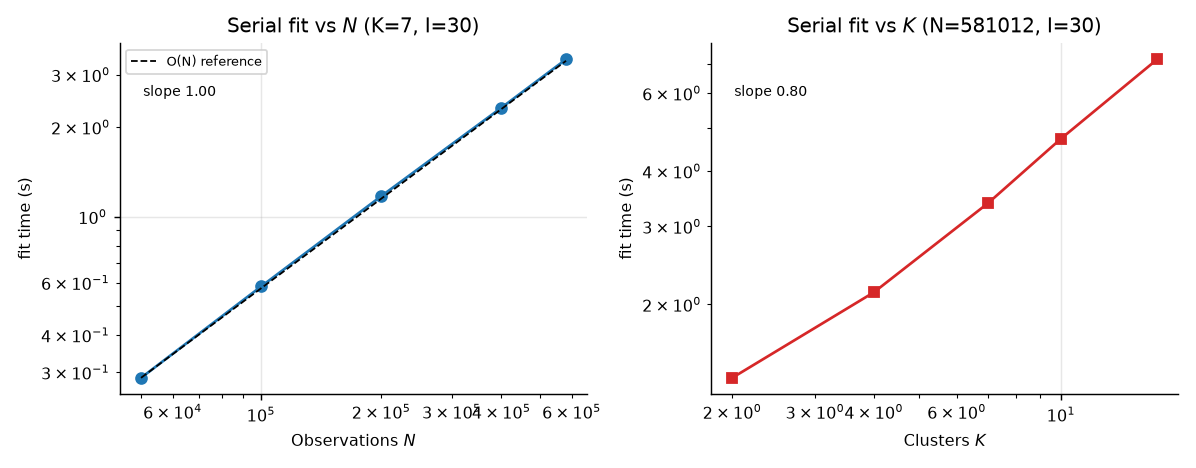 Serial fit vs N (K=7, I=30)
fit time (s)
3 × 10⁰
2 × 10⁰
10⁰
6 × 10⁻¹
4 × 10⁻¹
3 × 10⁻¹
O(N) reference
slope 1.00
6 × 10⁴
10⁵
2 × 10⁵
3 × 10⁵
4 × 10⁵
6 × 10⁵
Observations N
Serial fit vs K (N=581012, I=30)
fit time (s)
6 × 10⁰
4 × 10⁰
3 × 10⁰
2 × 10⁰
slope 0.80
2 × 10⁰
3 × 10⁰
4 × 10⁰
6 × 10⁰
10¹
Clusters K